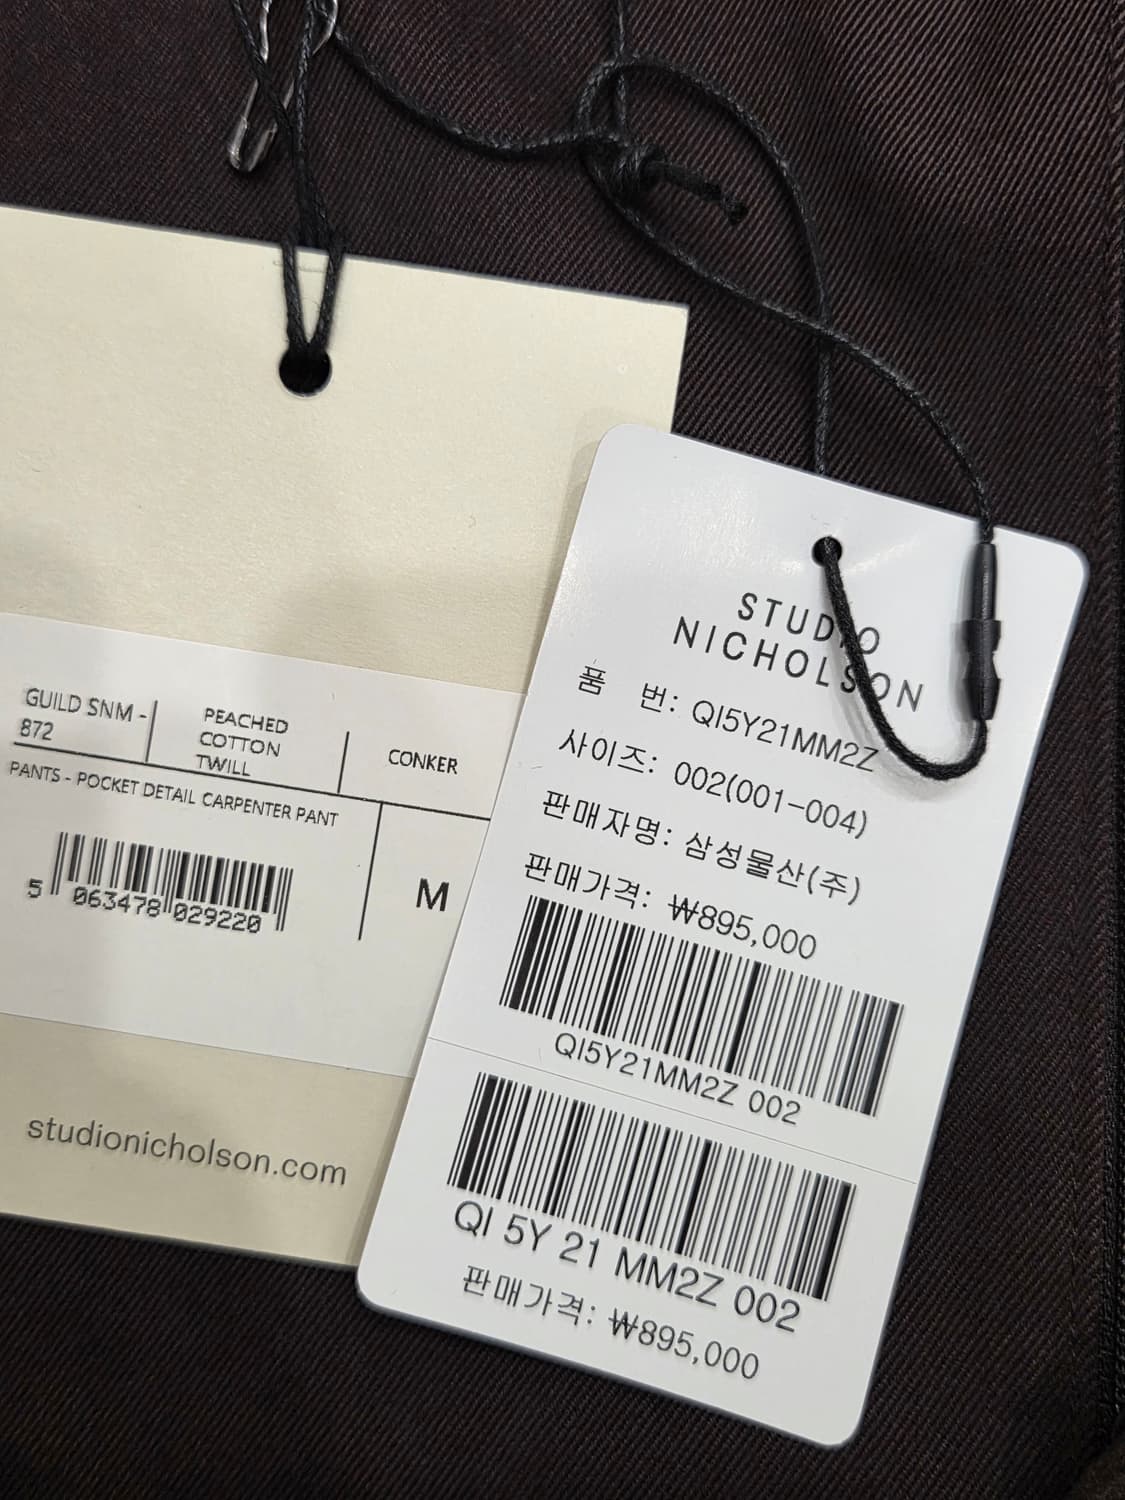 GUILD SNM -
872
PEACHED
COTTON
TWILL
CONKER
PANTS - POCKET DETAIL CARPENTER PANT
5 063478 029220
M
studionicholson.com
STUDIO
NICHOLSON
품 번: QI5Y21MM2Z
사이즈: 002(001-004)
판매자명: 삼성물산(주)
판매가격: ₩895,000
QI5Y21MM2Z 002
QI 5Y 21 MM2Z 002
판매가격: ₩895,000